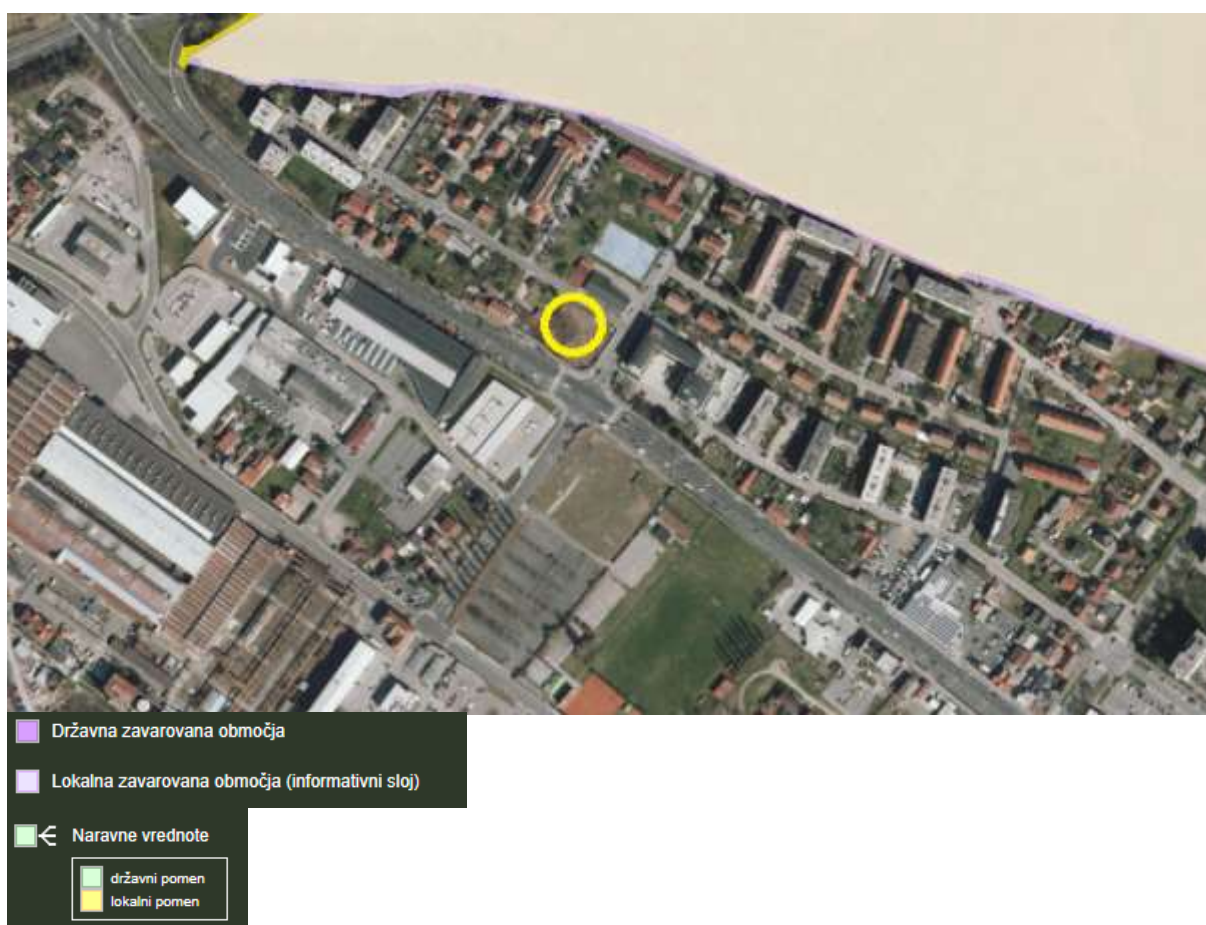 Državna zavarovana območja
Lokalna zavarovana območja (informativni sloj)
Naravne vrednote
državni pomen
lokalni pomen